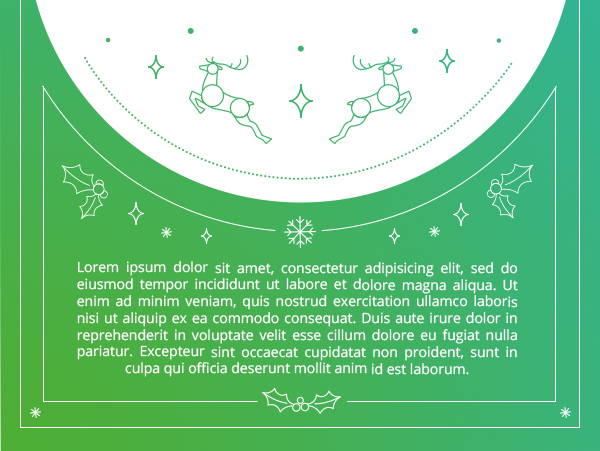 Lorem ipsum dolor sit amet, consectetur adipisicing elit, sed do
eiusmod tempor incididunt ut labore et dolore magna aliqua. Ut
enim ad minim veniam, quis nostrud exercitation ullamco laboris
nisi ut aliquip ex ea commodo consequat. Duis aute irure dolor in
reprehenderit in voluptate velit esse cillum dolore eu fugiat nulla
pariatur. Excepteur sint occaecat cupidatat non proident, sunt in
culpa qui officia deserunt mollit anim id est laborum.